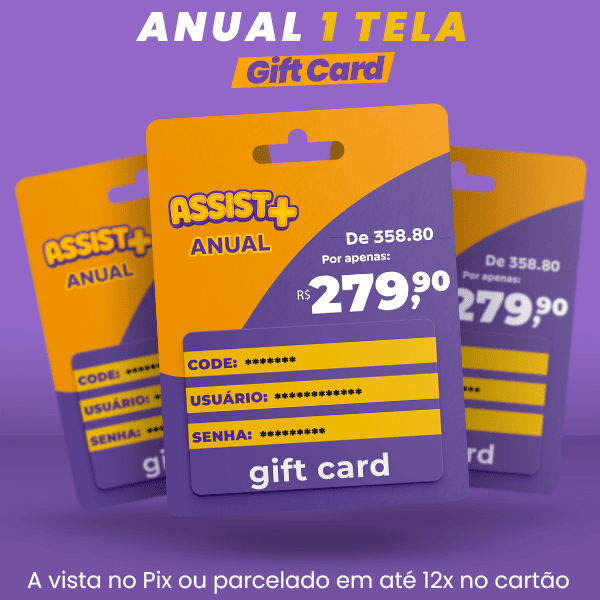 ANUAL 1 TELA
Gift Card
ASSIST+
ANUAL
De 358.80
Por apenas:
R$279,90
CODE: *******
USUÁRIO: ************
SENHA: *********
gift card
ASSIST+
ANUAL
CODE: ******
USUÁRIO: **
SENHA: ***
gi
De 358.80
Por apenas:
279,90
***
rd
A vista no Pix ou parcelado em até 12x no cartão